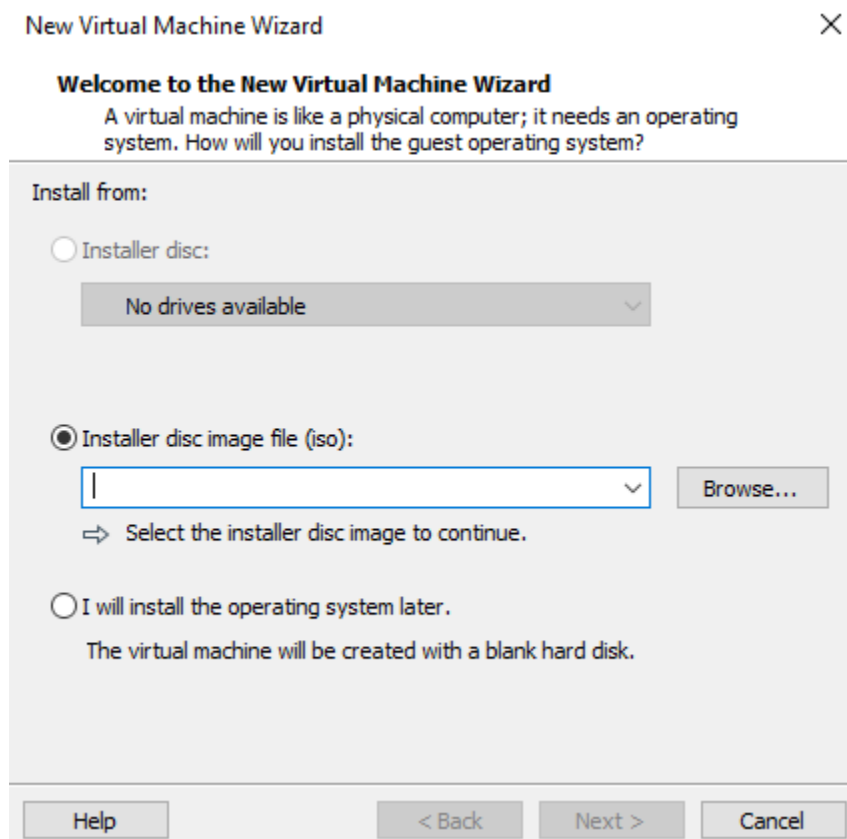 New Virtual Machine Wizard
Welcome to the New Virtual Machine Wizard
A virtual machine is like a physical computer; it needs an operating
system. How will you install the guest operating system?
Install from:
Installer disc:
No drives available
Installer disc image file (iso):
Browse...
Select the installer disc image to continue.
I will install the operating system later.
The virtual machine will be created with a blank hard disk.
Help
< Back
Next >
Cancel